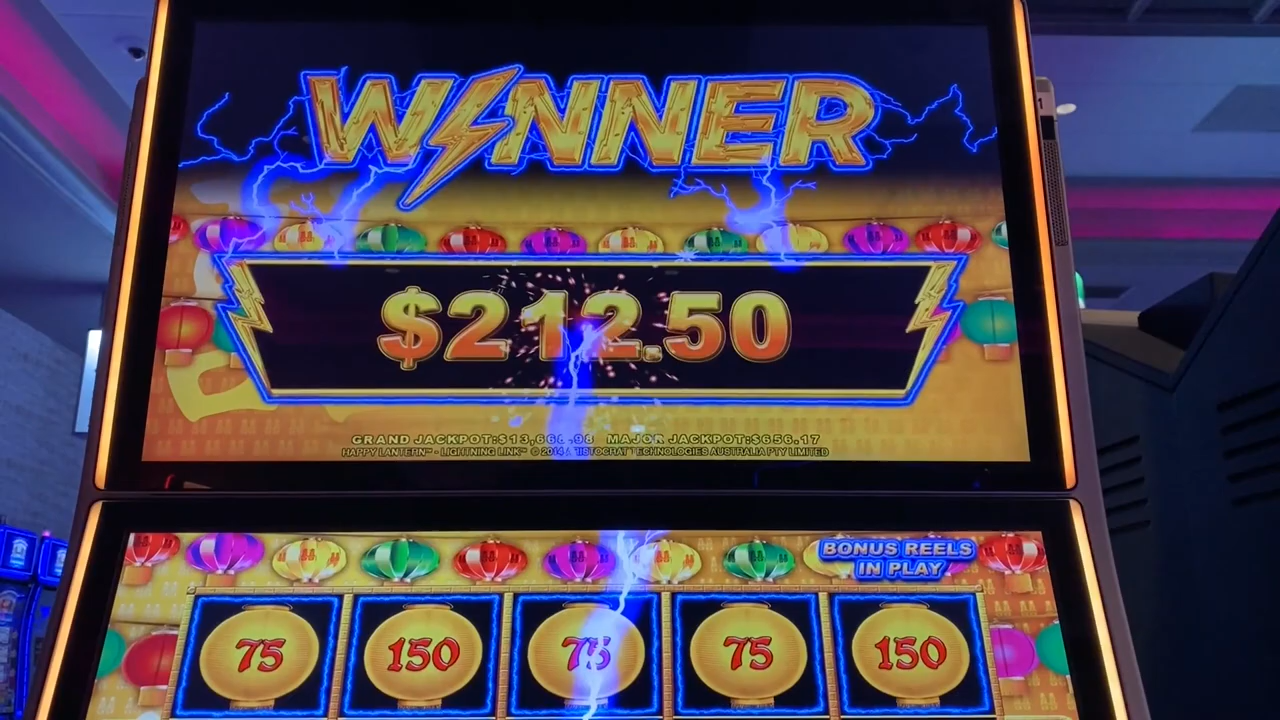 WINNER
$212.50
GRAND JACKPOT:$13,668.98 MAJOR JACKPOT:$656.17
HAPPY LANTERN™ - LIGHTNING LINK™ © 2014 ARISTOCRAT TECHNOLOGIES AUSTRALIA PTY LIMITED
BONUS REELS
IN PLAY
75 150 75 75 150